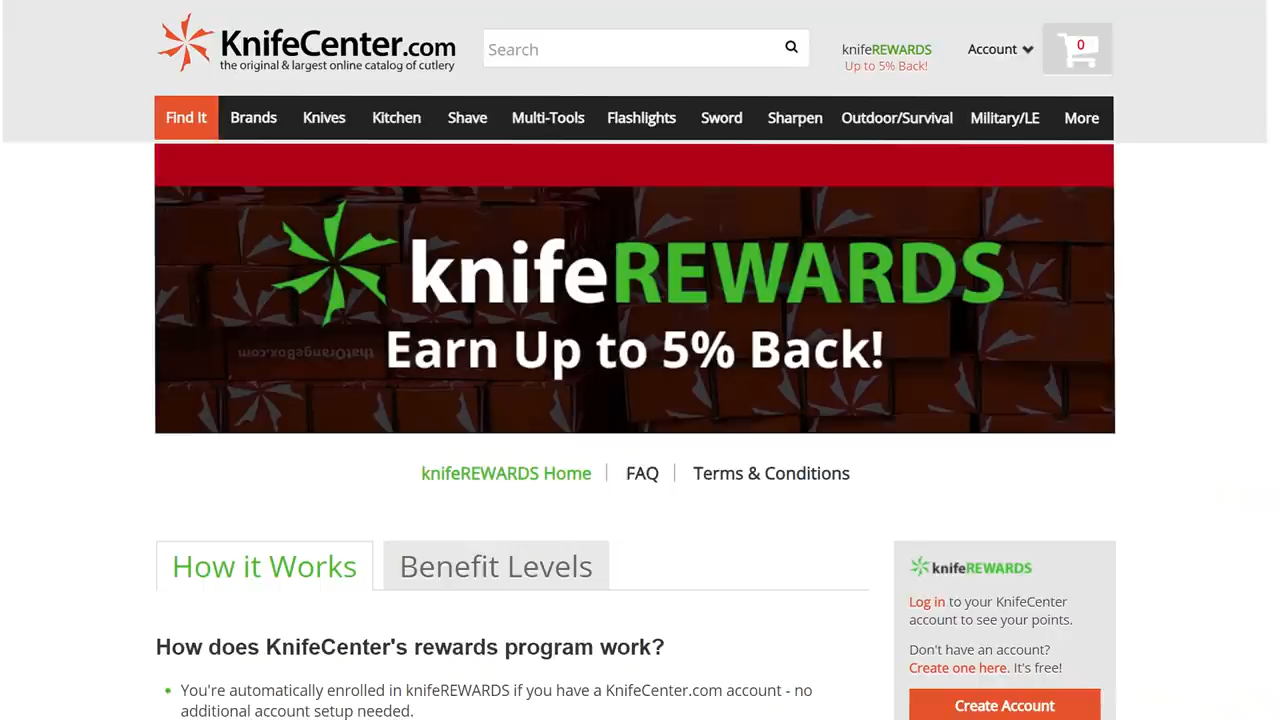 KnifeCenter.com
the original & largest online catalog of cutlery
Search
knifeREWARDS
Up to 5% Back!
Account
0
Find It Brands Knives Kitchen Shave Multi-Tools Flashlights Sword Sharpen Outdoor/Survival Military/LE More
knifeREWARDS
Earn Up to 5% Back!
thatOrangeBox.com
knifeREWARDS Home FAQ Terms & Conditions
How it Works Benefit Levels
How does KnifeCenter's rewards program work?
You're automatically enrolled in knifeREWARDS if you have a KnifeCenter.com account - no
additional account setup needed.
knifeREWARDS
Log in to your KnifeCenter
account to see your points.
Don't have an account?
Create one here. It's free!
Create Account